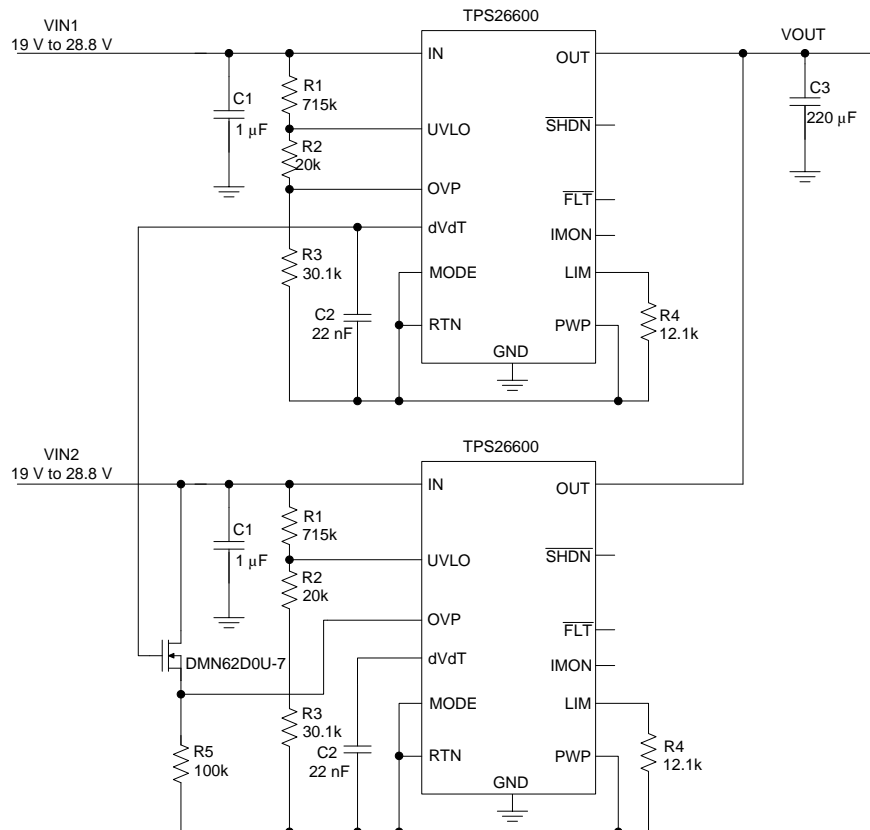 TPS26600
VIN1
19 V to 28.8 V
VOUT
IN
OUT
R1
715k
C1
1 μF
C3
220 μF
UVLO
SHDN
R2
20k
OVP
FLT
dVdT
IMON
R3
30.1k
MODE
LIM
C2
22 nF
RTN
PWP
R4
12.1k
GND
TPS26600
VIN2
19 V to 28.8 V
IN
OUT
R1
715k
C1
1 μF
UVLO
SHDN
R2
20k
OVP
FLT
dVdT
IMON
DMN62D0U-7
MODE
LIM
R3
30.1k
R5
100k
C2
22 nF
RTN
PWP
R4
12.1k
GND